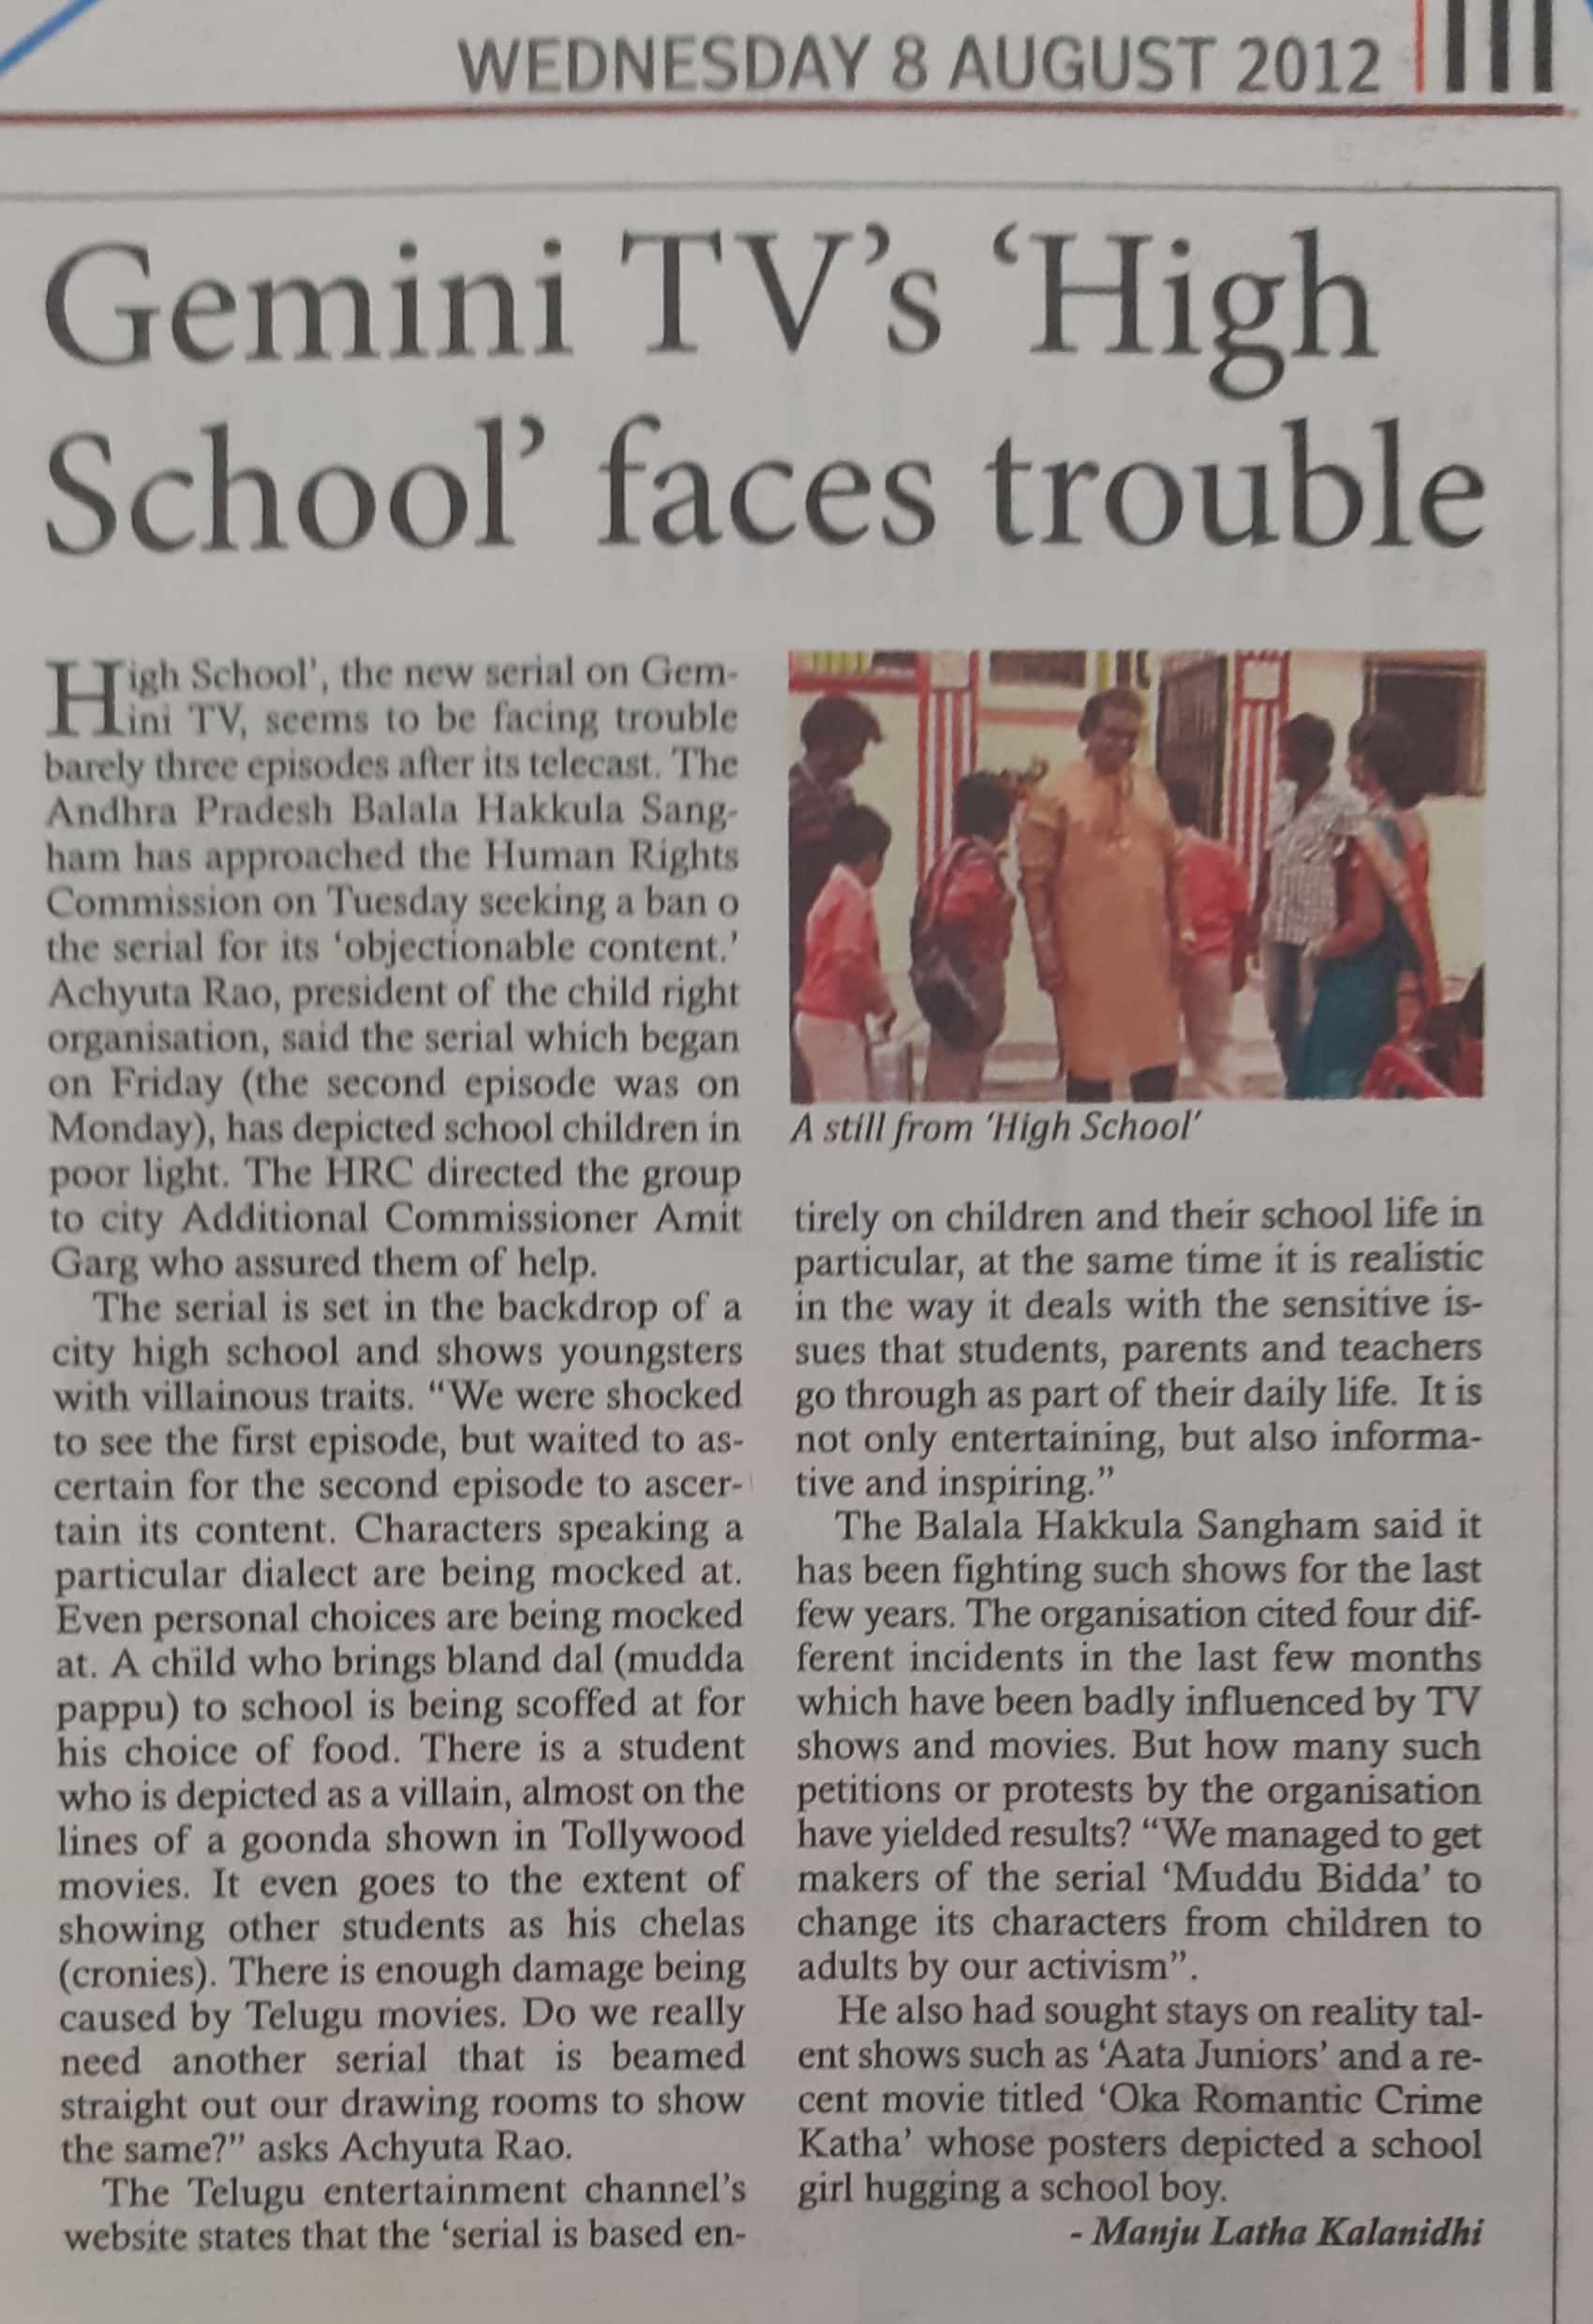 WEDNESDAY 8 AUGUST 2012 III
Gemini TV's 'High
School' faces trouble
High School', the new serial on Gem-
ini TV, seems to be facing trouble
barely three episodes after its telecast. The
Andhra Pradesh Balala Hakkula Sang-
ham has approached the Human Rights
Commission on Tuesday seeking a ban o
the serial for its 'objectionable content.'
Achyuta Rao, president of the child right
organisation, said the serial which began
on Friday (the second episode was on
Monday), has depicted school children in
poor light. The HRC directed the group
to city Additional Commissioner Amit
Garg who assured them of help.
The serial is set in the backdrop of a
city high school and shows youngsters
with villainous traits. "We were shocked
to see the first episode, but waited to as-
certain for the second episode to ascer-
tain its content. Characters speaking a
particular dialect are being mocked at.
Even personal choices are being mocked
at. A child who brings bland dal (mudda
pappu) to school is being scoffed at for
his choice of food. There is a student
who is depicted as a villain, almost on the
lines of a goonda shown in Tollywood
movies. It even goes to the extent of
showing other students as his chelas
(cronies). There is enough damage being
caused by Telugu movies. Do we really
need another serial that is beamed
straight out our drawing rooms to show
the same?" asks Achyuta Rao.
The Telugu entertainment channel's
website states that the 'serial is based en-
A still from 'High School'
tirely on children and their school life in
particular, at the same time it is realistic
in the way it deals with the sensitive is-
sues that students, parents and teachers
go through as part of their daily life. It is
not only entertaining, but also informa-
tive and inspiring."
The Balala Hakkula Sangham said it
has been fighting such shows for the last
few years. The organisation cited four dif-
ferent incidents in the last few months
which have been badly influenced by TV
shows and movies. But how many such
petitions or protests by the organisation
have yielded results? "We managed to get
makers of the serial 'Muddu Bidda' to
change its characters from children to
adults by our activism".
He also had sought stays on reality tal-
ent shows such as 'Aata Juniors' and a re-
cent movie titled 'Oka Romantic Crime
Katha' whose posters depicted a school
girl hugging a school boy.
- Manju Latha Kalanidhi